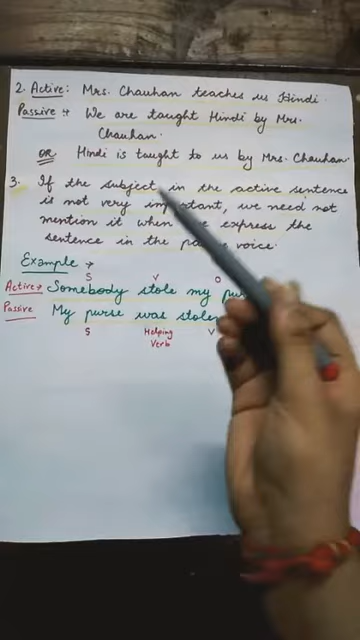 2. Active: Mrs. Chauhan teaches us Hindi.
Passive :→ We are taught Hindi by Mrs.
Chauhan.
OR Hindi is taught to us by Mrs. Chauhan.
3. If the subject in the active sentence
is not very important, we need not
mention it when we express the
sentence in the passive voice.
Example →
S V O
Active→ Somebody stole my
Passive My purse was stolen
S Helping V
Verb